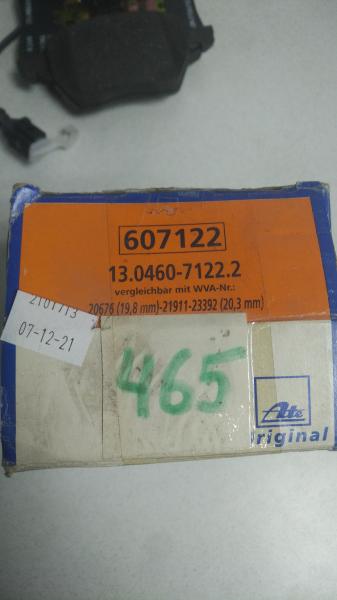 607122
13.0460-7122.2
vergleichbar mit WVA-Nr.:
20676 (19,8 mm)-21911-23392 (20,3 mm)
2101713
07-12-21
465
Ate
Original